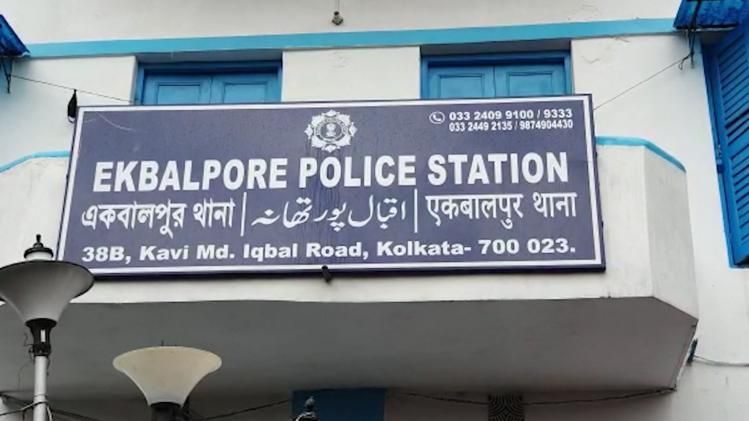 033 2409 9100 / 9333
033 2449 2135 / 9874904430
EKBALPORE POLICE STATION
একবালপুর থানা | اقبال پور تھانہ | एकबालपुर थाना
38B, Kavi Md. Iqbal Road, Kolkata- 700 023.